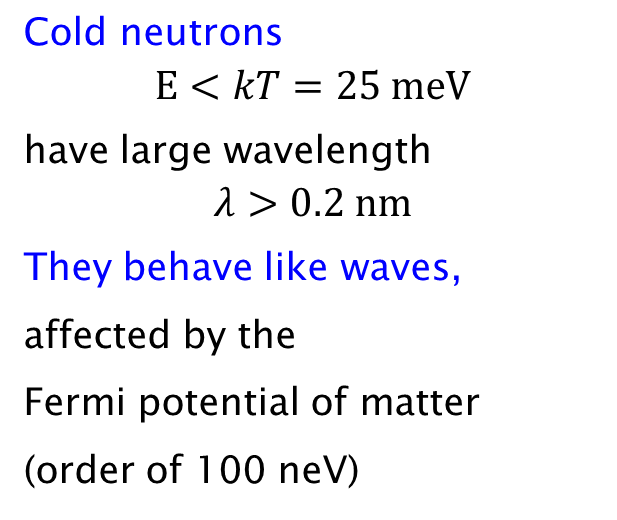 Cold neutrons
E < kT = 25 meV
have large wavelength
λ > 0.2 nm
They behave like waves,
affected by the
Fermi potential of matter
(order of 100 neV)